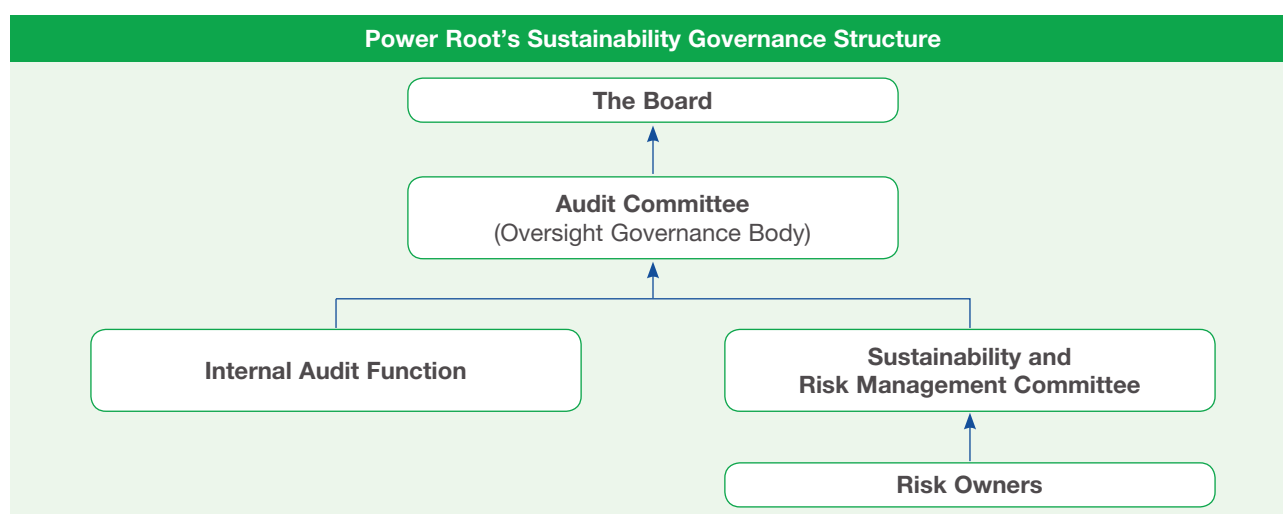 Power Root’s Sustainability Governance Structure
The Board
Audit Committee
(Oversight Governance Body)
Internal Audit Function
Sustainability and
Risk Management Committee
Risk Owners